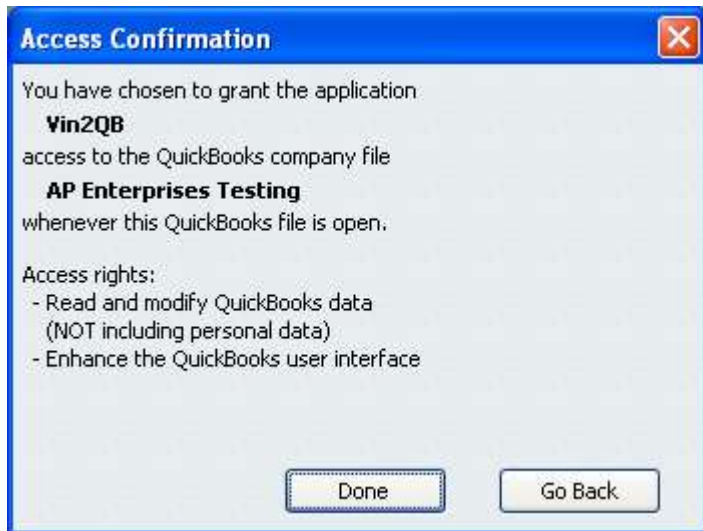 Access Confirmation
You have chosen to grant the application
Vin2QB
access to the QuickBooks company file
AP Enterprises Testing
whenever this QuickBooks file is open.
Access rights:
- Read and modify QuickBooks data
(NOT including personal data)
- Enhance the QuickBooks user interface
Done Go Back